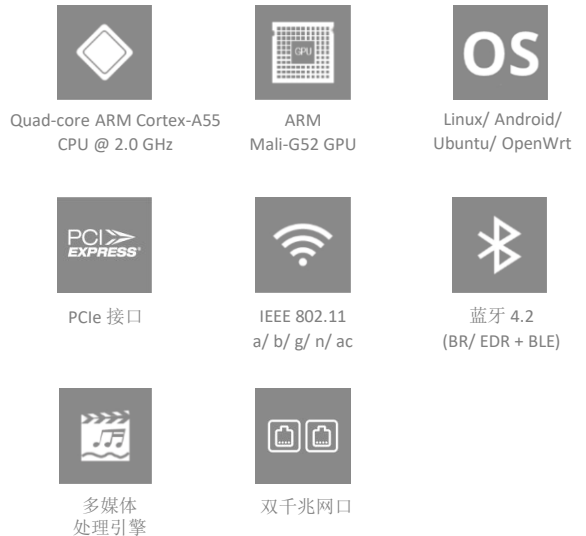 GPU
OS
Quad-core ARM Cortex-A55
CPU @ 2.0 GHz
ARM
Mali-G52 GPU
Linux/ Android/
Ubuntu/ OpenWrt
PCI
EXPRESS®
PCIe 接口
IEEE 802.11
a/ b/ g/ n/ ac
蓝牙 4.2
(BR/ EDR + BLE)
多媒体
处理引擎
双千兆网口